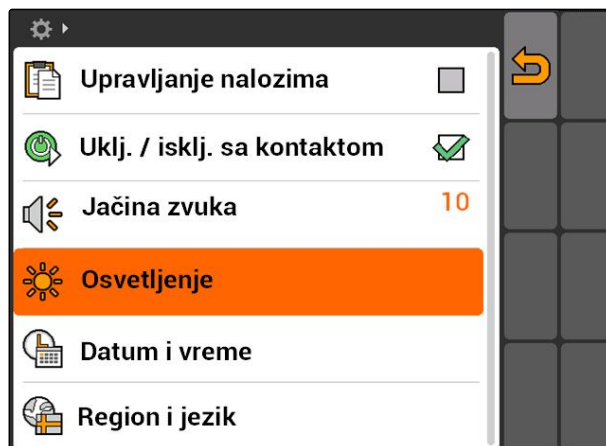 Upravljanje nalozima
Uklj. / isklj. sa kontaktom
Jačina zvuka 10
Osvetljenje
Datum i vreme
Region i jezik